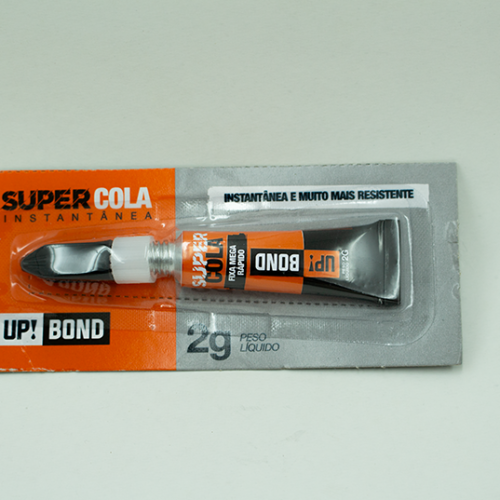 SUPER COLA
INSTANTÂNEA
UP! BOND
INSTANTÂNEA E MUITO MAIS RESISTENTE
SUPER
COLA
FIXA MEGA
RÁPIDO
UP! BOND
2g
PESO
LÍQUIDO